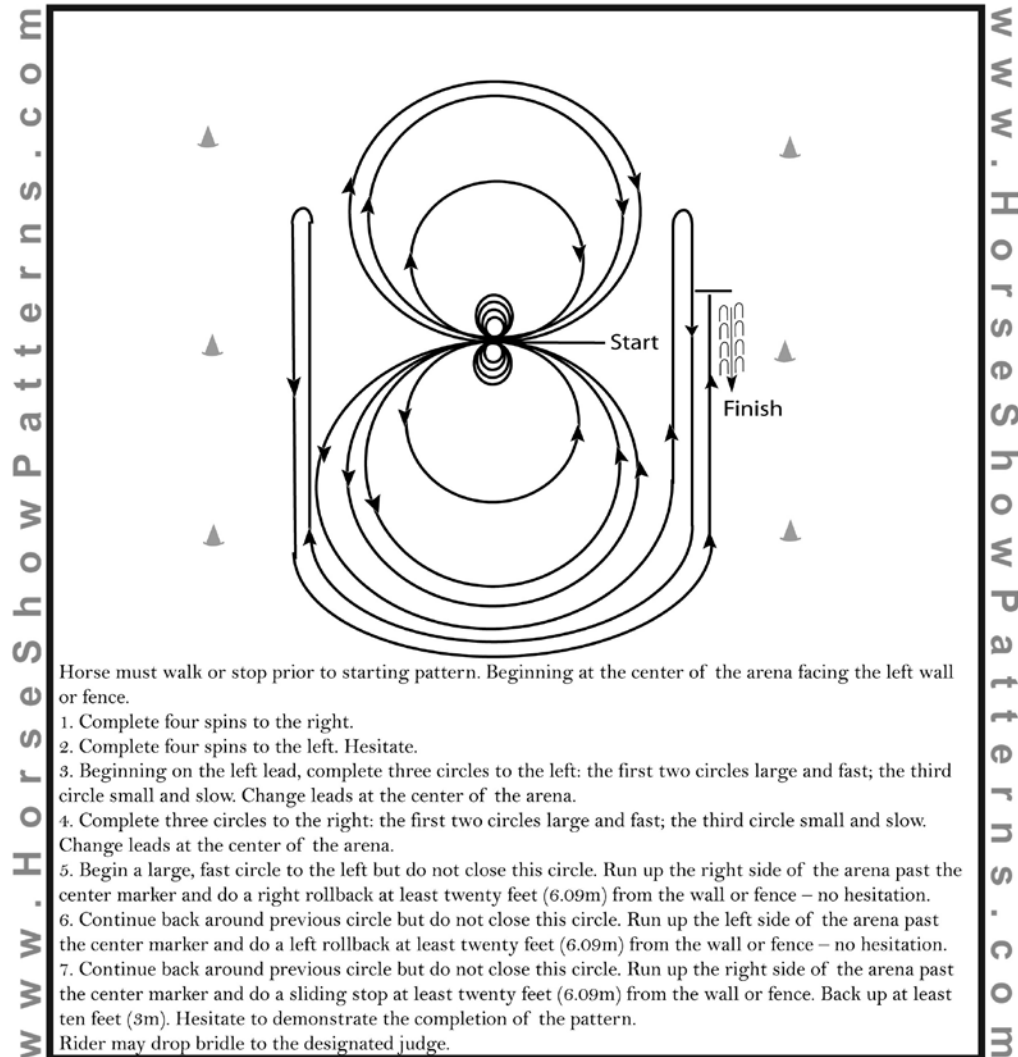 www.HorseShowPatterns.com
Start
Finish
www.HorseShowPatterns.com
Horse must walk or stop prior to starting pattern. Beginning at the center of the arena facing the left wall
or fence.
1. Complete four spins to the right.
2. Complete four spins to the left. Hesitate.
3. Beginning on the left lead, complete three circles to the left: the first two circles large and fast; the third
circle small and slow. Change leads at the center of the arena.
4. Complete three circles to the right: the first two circles large and fast; the third circle small and slow.
Change leads at the center of the arena.
5. Begin a large, fast circle to the left but do not close this circle. Run up the right side of the arena past the
center marker and do a right rollback at least twenty feet (6.09m) from the wall or fence – no hesitation.
6. Continue back around previous circle but do not close this circle. Run up the left side of the arena past
the center marker and do a left rollback at least twenty feet (6.09m) from the wall or fence – no hesitation.
7. Continue back around previous circle but do not close this circle. Run up the right side of the arena past
the center marker and do a sliding stop at least twenty feet (6.09m) from the wall or fence. Back up at least
ten feet (3m). Hesitate to demonstrate the completion of the pattern.
Rider may drop bridle to the designated judge.